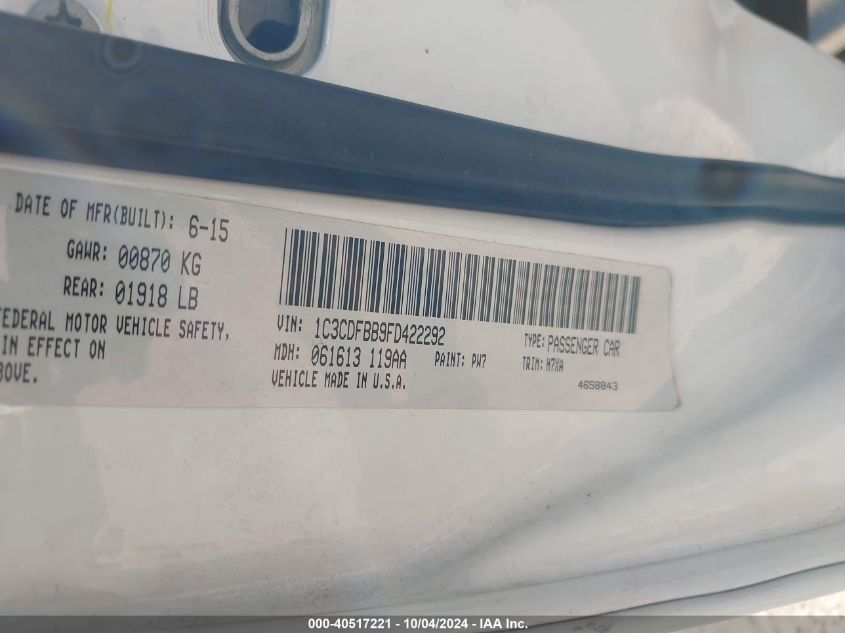 DATE OF MFR(BUILT): 6-15
GAWR: 00870 KG
REAR: 01918 LB
FEDERAL MOTOR VEHICLE SAFETY,
IN EFFECT ON
BOVE.
VIN: 1C3CDFBB9FD422292
MDH: 061613 119AA PAINT: PW7
VEHICLE MADE IN U.S.A.
TYPE: PASSENGER CAR
TRIM: H7XA
4658843
000-40517221 - 10/04/2024 - IAA Inc.